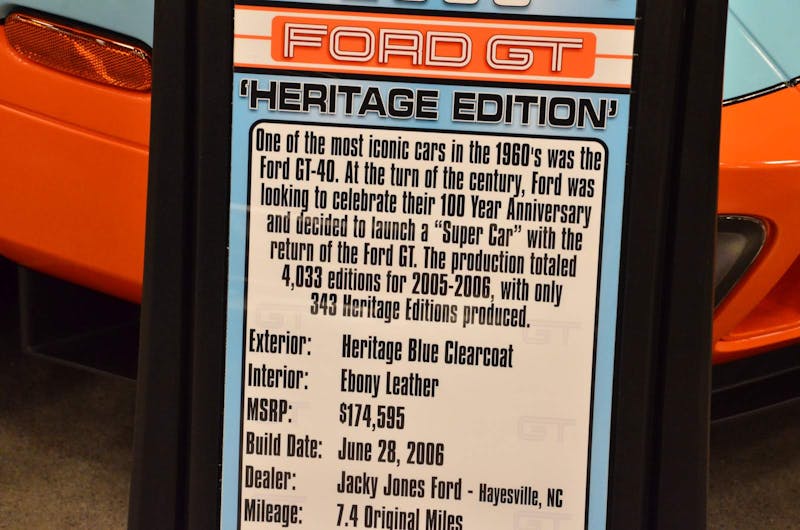 FORD GT
'HERITAGE EDITION'
One of the most iconic cars in the 1960's was the
Ford GT-40. At the turn of the century, Ford was
looking to celebrate their 100 Year Anniversary
and decided to launch a “Super Car” with the
return of the Ford GT. The production totaled
4,033 editions for 2005-2006, with only
343 Heritage Editions produced.
Exterior: Heritage Blue Clearcoat
Interior: Ebony Leather
MSRP: $174,595
Build Date: June 28, 2006
Dealer: Jacky Jones Ford - Hayesville, NC
Mileage: 7.4 Original Miles